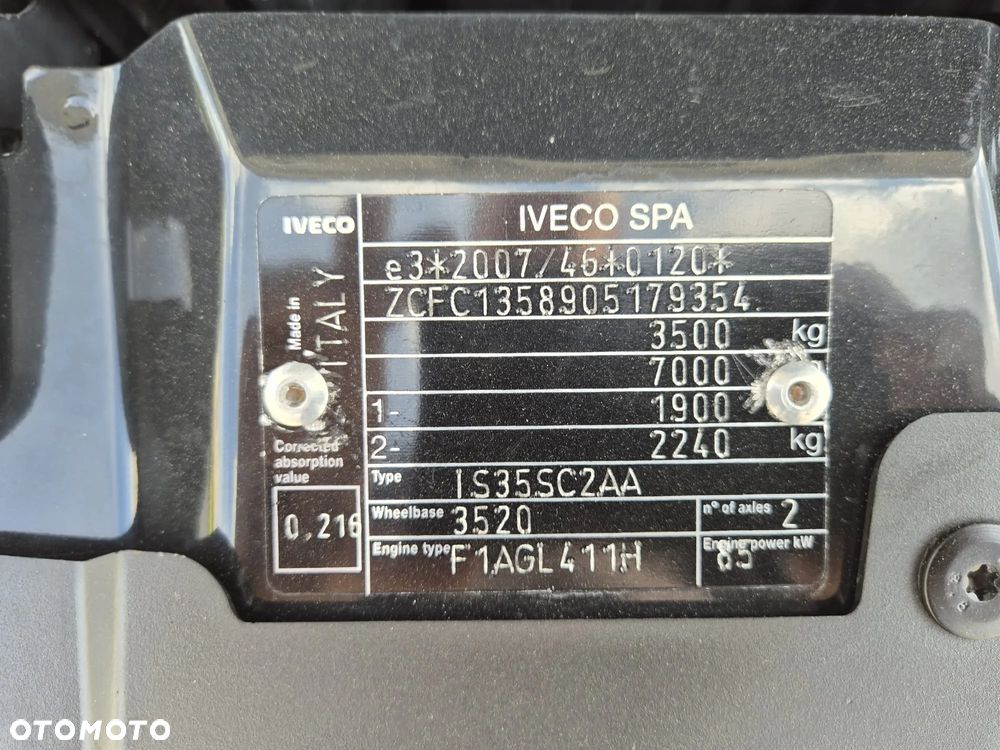 IVECO
IVECO SPA
e3*2007/46*0120*
ZCFC1358905179354
3500 kg
7000
1- 1900
2- 2240 kg
Made in ITALY
Corrected
absorption
value
0,216
Type IS35SC2AA
Wheelbase 3520
n° of axles 2
Engine type F1AGL411H
Engine power kW
85
OTOMOTO